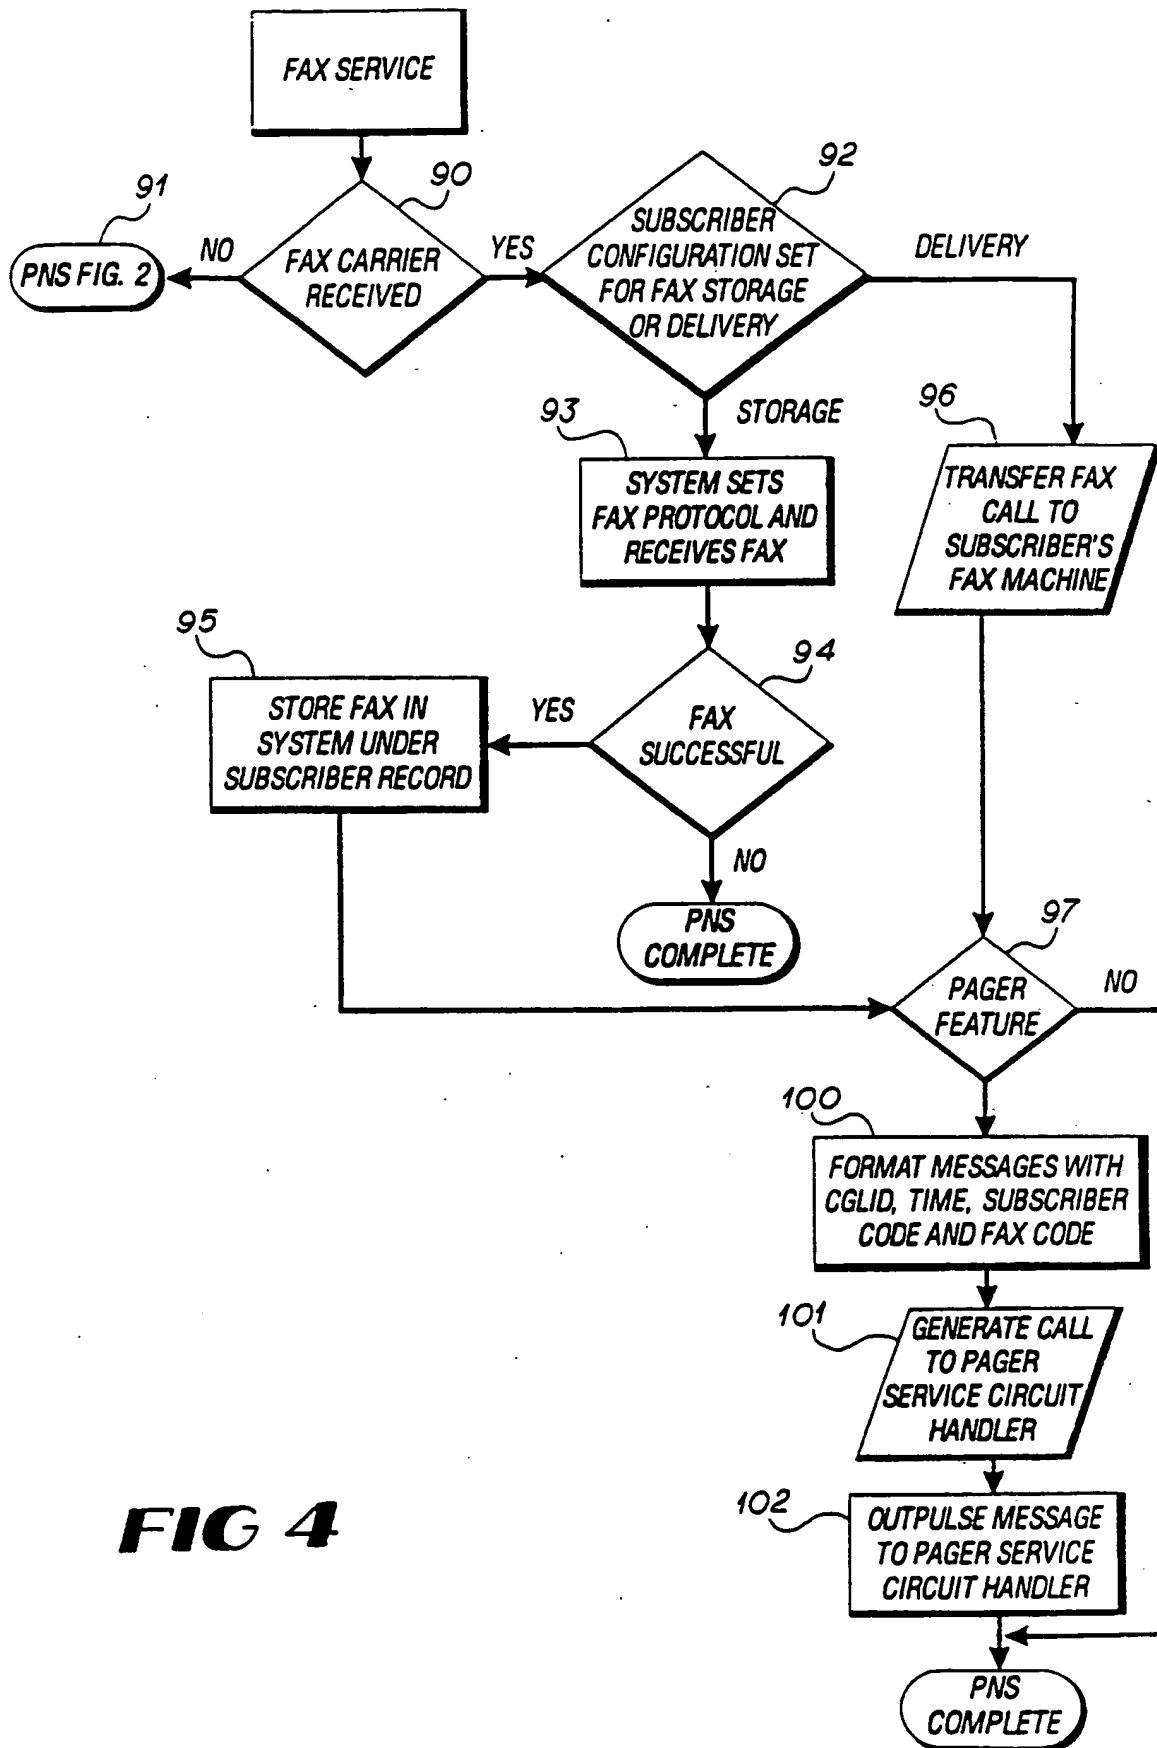 FAX SERVICE
90
92
91
NO
FAX CARRIER
RECEIVED
YES
SUBSCRIBER
CONFIGURATION SET
FOR FAX STORAGE
OR DELIVERY
DELIVERY
PNS FIG. 2
STORAGE
93
SYSTEM SETS
FAX PROTOCOL AND
RECEIVES FAX
96
TRANSFER FAX
CALL TO
SUBSCRIBER'S
FAX MACHINE
95
STORE FAX IN
SYSTEM UNDER
SUBSCRIBER RECORD
YES
94
FAX
SUCCESSFUL
NO
PNS
COMPLETE
97
PAGER
FEATURE
NO
100
FORMAT MESSAGES WITH
CGLID, TIME, SUBSCRIBER
CODE AND FAX CODE
101
GENERATE CALL
TO PAGER
SERVICE CIRCUIT
HANDLER
102
OUTPULSE MESSAGE
TO PAGER SERVICE
CIRCUIT HANDLER
PNS
COMPLETE
FIG 4